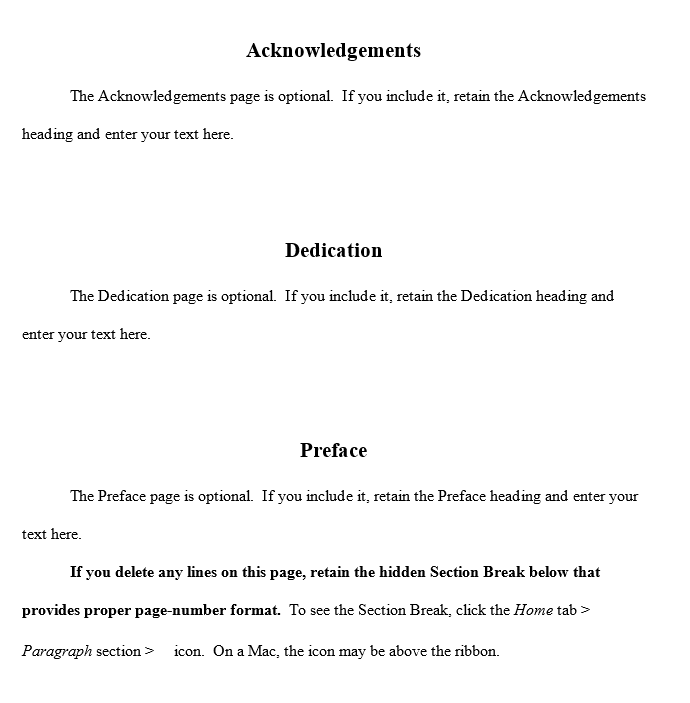 Acknowledgements
The Acknowledgements page is optional.  If you include it, retain the Acknowledgements
heading and enter your text here.
Dedication
The Dedication page is optional.  If you include it, retain the Dedication heading and
enter your text here.
Preface
The Preface page is optional.  If you include it, retain the Preface heading and enter your
text here.
If you delete any lines on this page, retain the hidden Section Break below that
provides proper page-number format.  To see the Section Break, click the Home tab >
Paragraph section >    icon.  On a Mac, the icon may be above the ribbon.